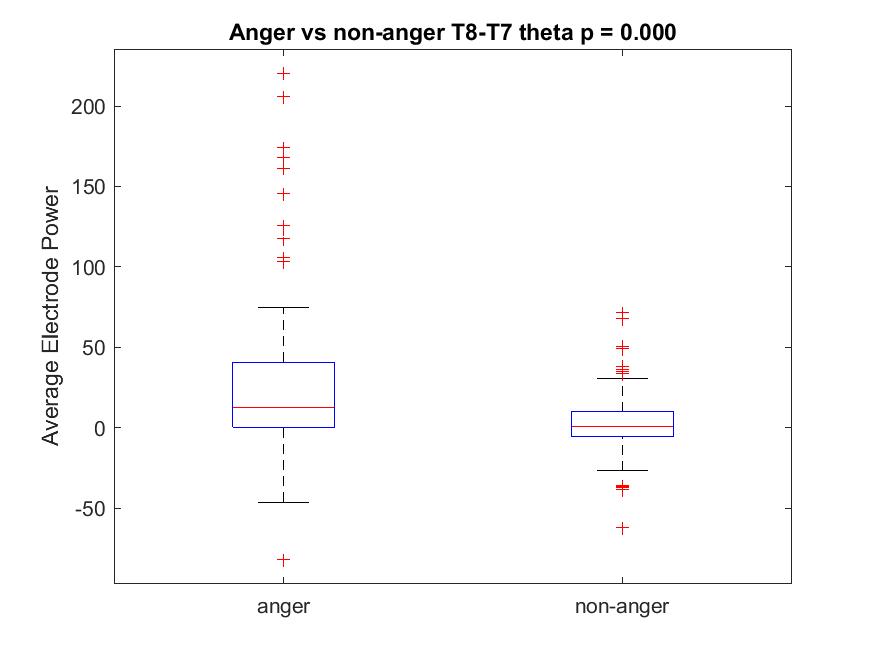 Anger vs non-anger T8-T7 theta p = 0.000
Average Electrode Power
200
150
100
50
0
-50
anger non-anger